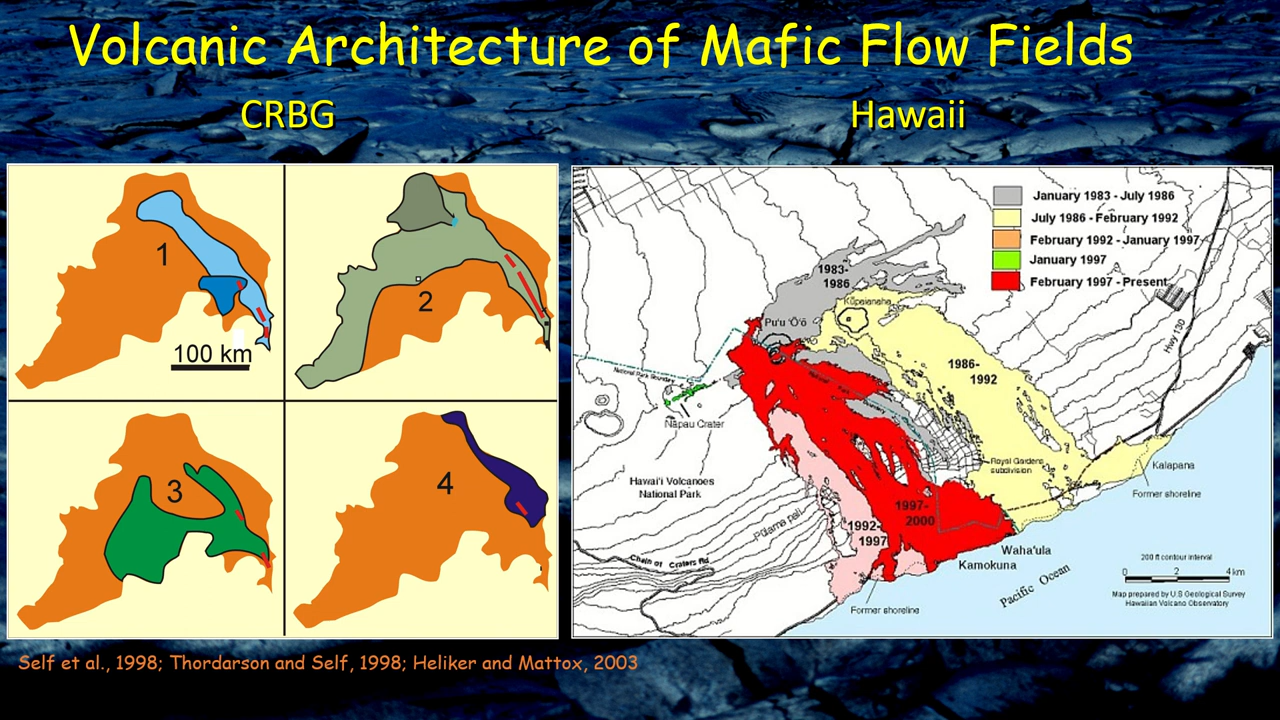 Volcanic Architecture of Mafic Flow Fields
CRBG
Hawaii
1
100 km
2
3
4
January 1983 - July 1986
July 1986 - February 1992
February 1992 - January 1997
January 1997
February 1997 - Present
1983-
1986
Kūpaianaha
Pu'u 'Ō'ō
National Park Boundary
Napau Crater
1986-
1992
Hwy 130
Royal Gardens
subdivision
Kalapana
Former shoreline
Hawai'i Volcanoes
National Park
Pūlama pali
1997-
2000
1992-
1997
Chain of Craters Rd
Waha'ula
Kamokuna
Pacific Ocean
Former shoreline
200 ft contour interval
0 2 4 km
Map prepared by U.S Geological Survey
Hawaiian Volcano Observatory
Self et al., 1998; Thordarson and Self, 1998; Heliker and Mattox, 2003